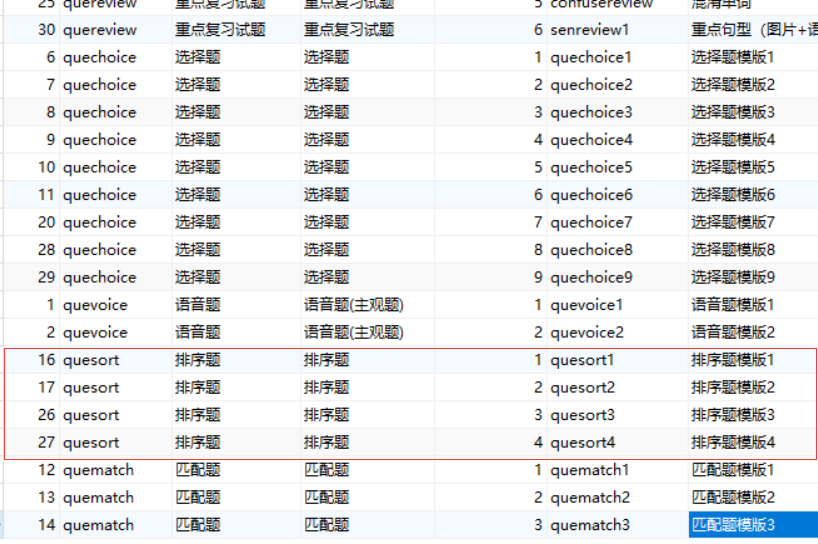 25 quereview 重点复习试题 重点复习试题 5 confusereview 混淆单词
30 quereview 重点复习试题 重点复习试题 6 senreview1 重点句型（图片+语
6 quechoice 选择题 选择题 1 quechoice1 选择题模版1
7 quechoice 选择题 选择题 2 quechoice2 选择题模版2
8 quechoice 选择题 选择题 3 quechoice3 选择题模版3
9 quechoice 选择题 选择题 4 quechoice4 选择题模版4
10 quechoice 选择题 选择题 5 quechoice5 选择题模版5
11 quechoice 选择题 选择题 6 quechoice6 选择题模版6
20 quechoice 选择题 选择题 7 quechoice7 选择题模版7
28 quechoice 选择题 选择题 8 quechoice8 选择题模版8
29 quechoice 选择题 选择题 9 quechoice9 选择题模版9
1 quevoice 语音题 语音题(主观题) 1 quevoice1 语音题模版1
2 quevoice 语音题 语音题(主观题) 2 quevoice2 语音题模版2
16 quesort 排序题 排序题 1 quesort1 排序题模版1
17 quesort 排序题 排序题 2 quesort2 排序题模版2
26 quesort 排序题 排序题 3 quesort3 排序题模版3
27 quesort 排序题 排序题 4 quesort4 排序题模版4
12 quematch 匹配题 匹配题 1 quematch1 匹配题模版1
13 quematch 匹配题 匹配题 2 quematch2 匹配题模版2
14 quematch 匹配题 匹配题 3 quematch3 匹配题模版3